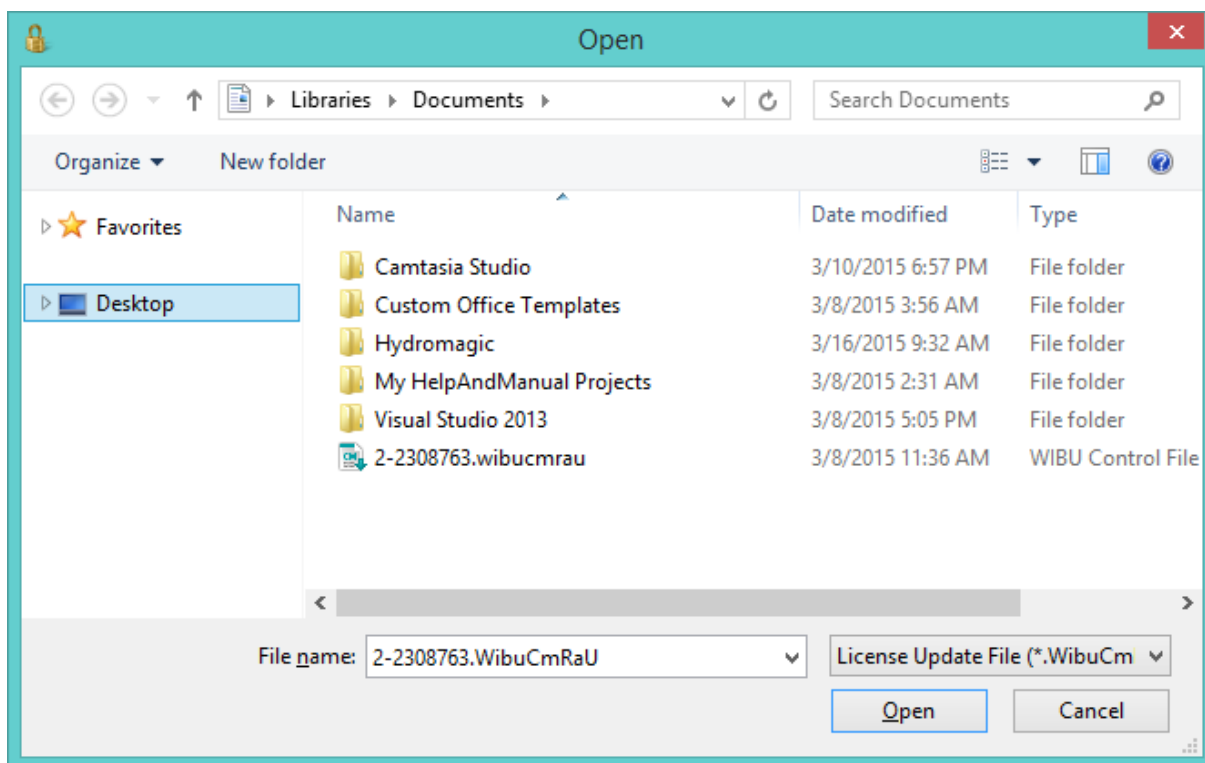 Open
Libraries Documents
Search Documents
Organize New folder
Favorites
Desktop
Name Date modified Type
Camtasia Studio 3/10/2015 6:57 PM File folder
Custom Office Templates 3/8/2015 3:56 AM File folder
Hydromagic 3/16/2015 9:32 AM File folder
My HelpAndManual Projects 3/8/2015 2:31 AM File folder
Visual Studio 2013 3/8/2015 5:05 PM File folder
2-2308763.wibucmrau 3/8/2015 11:36 AM WIBU Control File
File name: 2-2308763.WibuCmRaU License Update File (*.WibuCm
Open Cancel